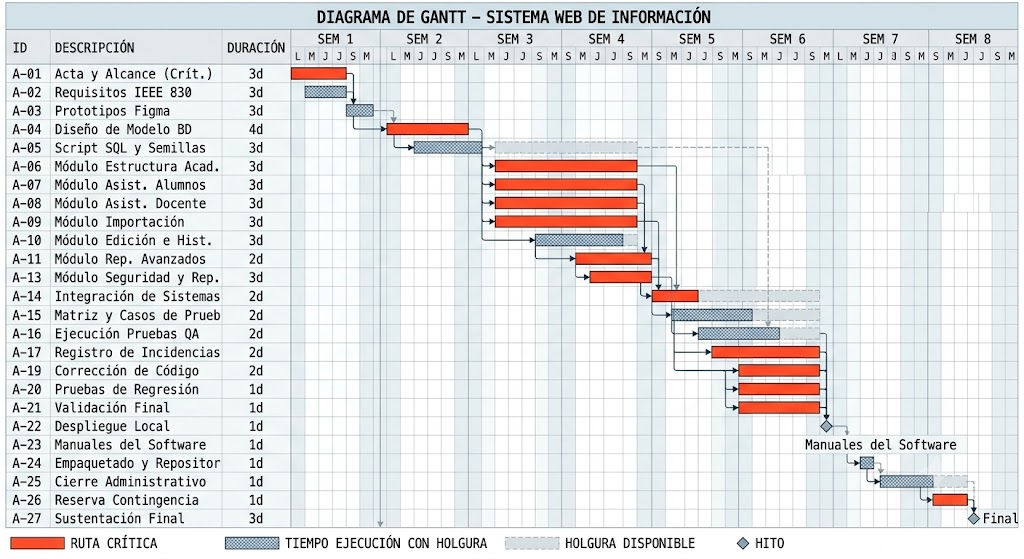 DIAGRAMA DE GANTT – SISTEMA WEB DE INFORMACIÓN
ID DESCRIPCIÓN DURACIÓN SEM 1 SEM 2 SEM 3 SEM 4 SEM 5 SEM 6 SEM 7 SEM 8
A-01 Acta y Alcance (Crít.) 3d
A-02 Requisitos IEEE 830 3d
A-03 Prototipos Figma 3d
A-04 Diseño de Modelo BD 4d
A-05 Script SQL y Semillas 3d
A-06 Módulo Estructura Acad. 3d
A-07 Módulo Asist. Alumnos 3d
A-08 Módulo Asist. Docente 3d
A-09 Módulo Importación 3d
A-10 Módulo Edición e Hist. 3d
A-11 Módulo Rep. Avanzados 2d
A-13 Módulo Seguridad y Rep. 3d
A-14 Integración de Sistemas 2d
A-15 Matriz y Casos de Prueb 2d
A-16 Ejecución Pruebas QA 2d
A-17 Registro de Incidencias 2d
A-19 Corrección de Código 2d
A-20 Pruebas de Regresión 1d
A-21 Validación Final 1d
A-22 Despliegue Local 1d
A-23 Manuales del Software 1d Manuales del Software
A-24 Empaquetado y Repositor 1d
A-25 Cierre Administrativo 1d
A-26 Reserva Contingencia 1d
A-27 Sustentación Final 3d Final
RUTA CRÍTICA TIEMPO EJECUCIÓN CON HOLGURA HOLGURA DISPONIBLE HITO